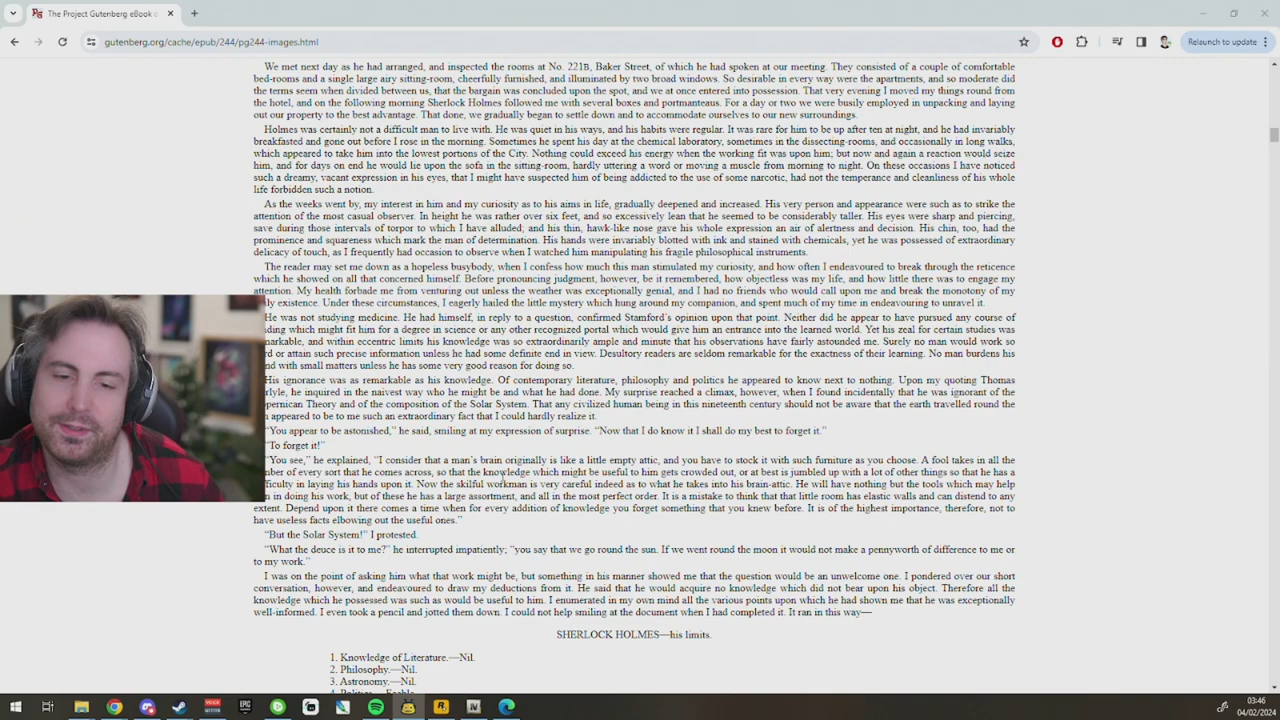 The Project Gutenberg eBook o
gutenberg.org/cache/epub/244/pg244-images.html
Relaunch to update
We met next day as he had arranged, and inspected the rooms at No. 221B, Baker Street, of which he had spoken at our meeting. They consisted of a couple of comfortable
bed-rooms and a single large airy sitting-room, cheerfully furnished, and illuminated by two broad windows. So desirable in every way were the apartments, and so moderate did
the terms seem when divided between us, that the bargain was concluded upon the spot, and we at once entered into possession. That very evening I moved my things round from
the hotel, and on the following morning Sherlock Holmes followed me with several boxes and portmanteaus. For a day or two we were busily employed in unpacking and laying
out our property to the best advantage. That done, we gradually began to settle down and to accommodate ourselves to our new surroundings.
Holmes was certainly not a difficult man to live with. He was quiet in his ways, and his habits were regular. It was rare for him to be up after ten at night, and he had invariably
breakfasted and gone out before I rose in the morning. Sometimes he spent his day at the chemical laboratory, sometimes in the dissecting-rooms, and occasionally in long walks,
which appeared to take him into the lowest portions of the City. Nothing could exceed his energy when the working fit was upon him; but now and again a reaction would seize
him, and for days on end he would lie upon the sofa in the sitting-room, hardly uttering a word or moving a muscle from morning to night. On these occasions I have noticed
such a dreamy, vacant expression in his eyes, that I might have suspected him of being addicted to the use of some narcotic, had not the temperance and cleanliness of his whole
life forbidden such a notion.
As the weeks went by, my interest in him and my curiosity as to his aims in life, gradually deepened and increased. His very person and appearance were such as to strike the
attention of the most casual observer. In height he was rather over six feet, and so excessively lean that he seemed to be considerably taller. His eyes were sharp and piercing,
save during those intervals of torpor to which I have alluded; and his thin, hawk-like nose gave his whole expression an air of alertness and decision. His chin, too, had the
prominence and squareness which mark the man of determination. His hands were invariably blotted with ink and stained with chemicals, yet he was possessed of extraordinary
delicacy of touch, as I frequently had occasion to observe when I watched him manipulating his fragile philosophical instruments.
The reader may set me down as a hopeless busybody, when I confess how much this man stimulated my curiosity, and how often I endeavoured to break through the reticence
which he showed on all that concerned himself. Before pronouncing judgment, however, be it remembered, how objectless was my life, and how little there was to engage my
attention. My health forbade me from venturing out unless the weather was exceptionally genial, and I had no friends who would call upon me and break the monotony of my
ily existence. Under these circumstances, I eagerly hailed the little mystery which hung around my companion, and spent much of my time in endeavouring to unravel it.
He was not studying medicine. He had himself, in reply to a question, confirmed Stamford’s opinion upon that point. Neither did he appear to have pursued any course of
ding which might fit him for a degree in science or any other recognized portal which would give him an entrance into the learned world. Yet his zeal for certain studies was
markable, and within eccentric limits his knowledge was so extraordinarily ample and minute that his observations have fairly astounded me. Surely no man would work so
rd or attain such precise information unless he had some definite end in view. Desultory readers are seldom remarkable for the exactness of their learning. No man burdens his
nd with small matters unless he has some very good reason for doing so.
His ignorance was as remarkable as his knowledge. Of contemporary literature, philosophy and politics he appeared to know next to nothing. Upon my quoting Thomas
rlyle, he inquired in the naivest way who he might be and what he had done. My surprise reached a climax, however, when I found incidentally that he was ignorant of the
pernican Theory and of the composition of the Solar System. That any civilized human being in this nineteenth century should not be aware that the earth travelled round the
appeared to be to me such an extraordinary fact that I could hardly realize it.
“You appear to be astonished,” he said, smiling at my expression of surprise. “Now that I do know it I shall do my best to forget it.”
“To forget it!”
“You see,” he explained, “I consider that a man’s brain originally is like a little empty attic, and you have to stock it with such furniture as you choose. A fool takes in all the
mber of every sort that he comes across, so that the knowledge which might be useful to him gets crowded out, or at best is jumbled up with a lot of other things so that he has a
fficulty in laying his hands upon it. Now the skilful workman is very careful indeed as to what he takes into his brain-attic. He will have nothing but the tools which may help
n in doing his work, but of these he has a large assortment, and all in the most perfect order. It is a mistake to think that that little room has elastic walls and can distend to any
extent. Depend upon it there comes a time when for every addition of knowledge you forget something that you knew before. It is of the highest importance, therefore, not to
have useless facts elbowing out the useful ones.”
“But the Solar System!” I protested.
“What the deuce is it to me?” he interrupted impatiently; “you say that we go round the sun. If we went round the moon it would not make a pennyworth of difference to me or
to my work.”
I was on the point of asking him what that work might be, but something in his manner showed me that the question would be an unwelcome one. I pondered over our short
conversation, however, and endeavoured to draw my deductions from it. He said that he would acquire no knowledge which did not bear upon his object. Therefore all the
knowledge which he possessed was such as would be useful to him. I enumerated in my own mind all the various points upon which he had shown me that he was exceptionally
well-informed. I even took a pencil and jotted them down. I could not help smiling at the document when I had completed it. It ran in this way—
SHERLOCK HOLMES—his limits.
1. Knowledge of Literature.—Nil.
2. Philosophy.—Nil.
3. Astronomy.—Nil.
4. Politics.—Feeble.
03:46
04/02/2024